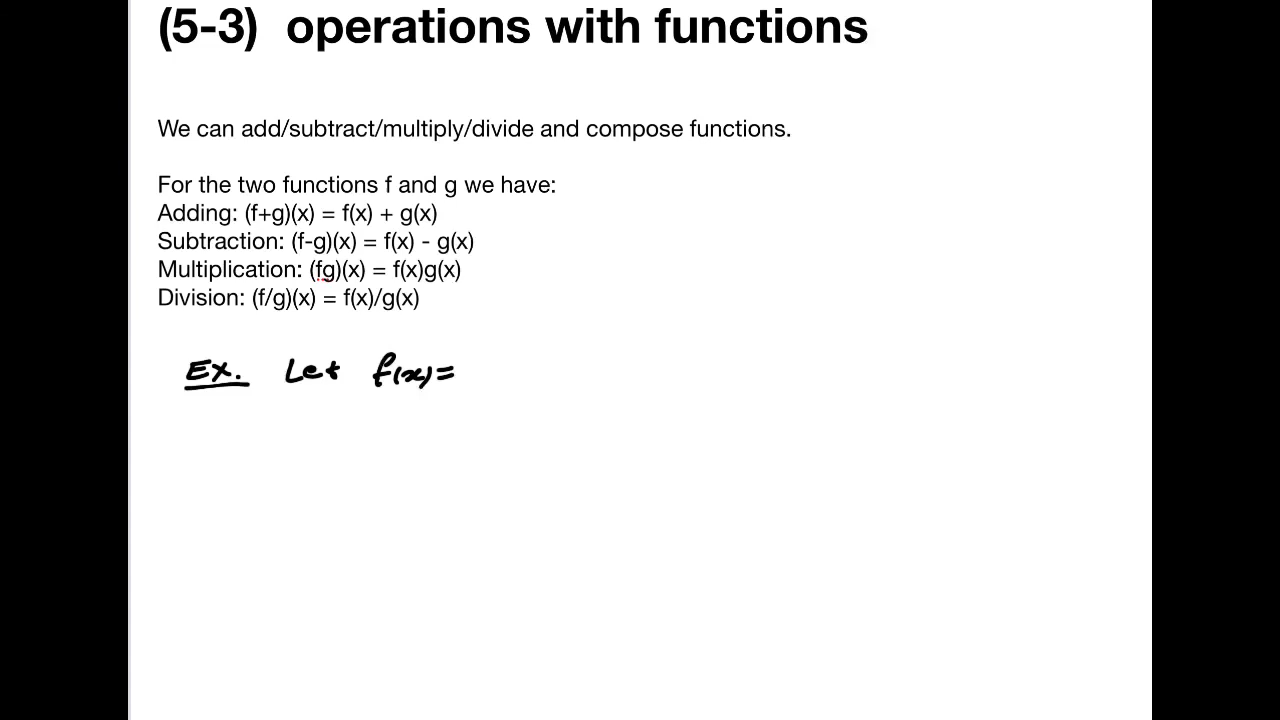 (5-3) operations with functions
We can add/subtract/multiply/divide and compose functions.
For the two functions f and g we have:
Adding: (f+g)(x) = f(x) + g(x)
Subtraction: (f-g)(x) = f(x) - g(x)
Multiplication: (fg)(x) = f(x)g(x)
Division: (f/g)(x) = f(x)/g(x)
Ex. Let f(x)=